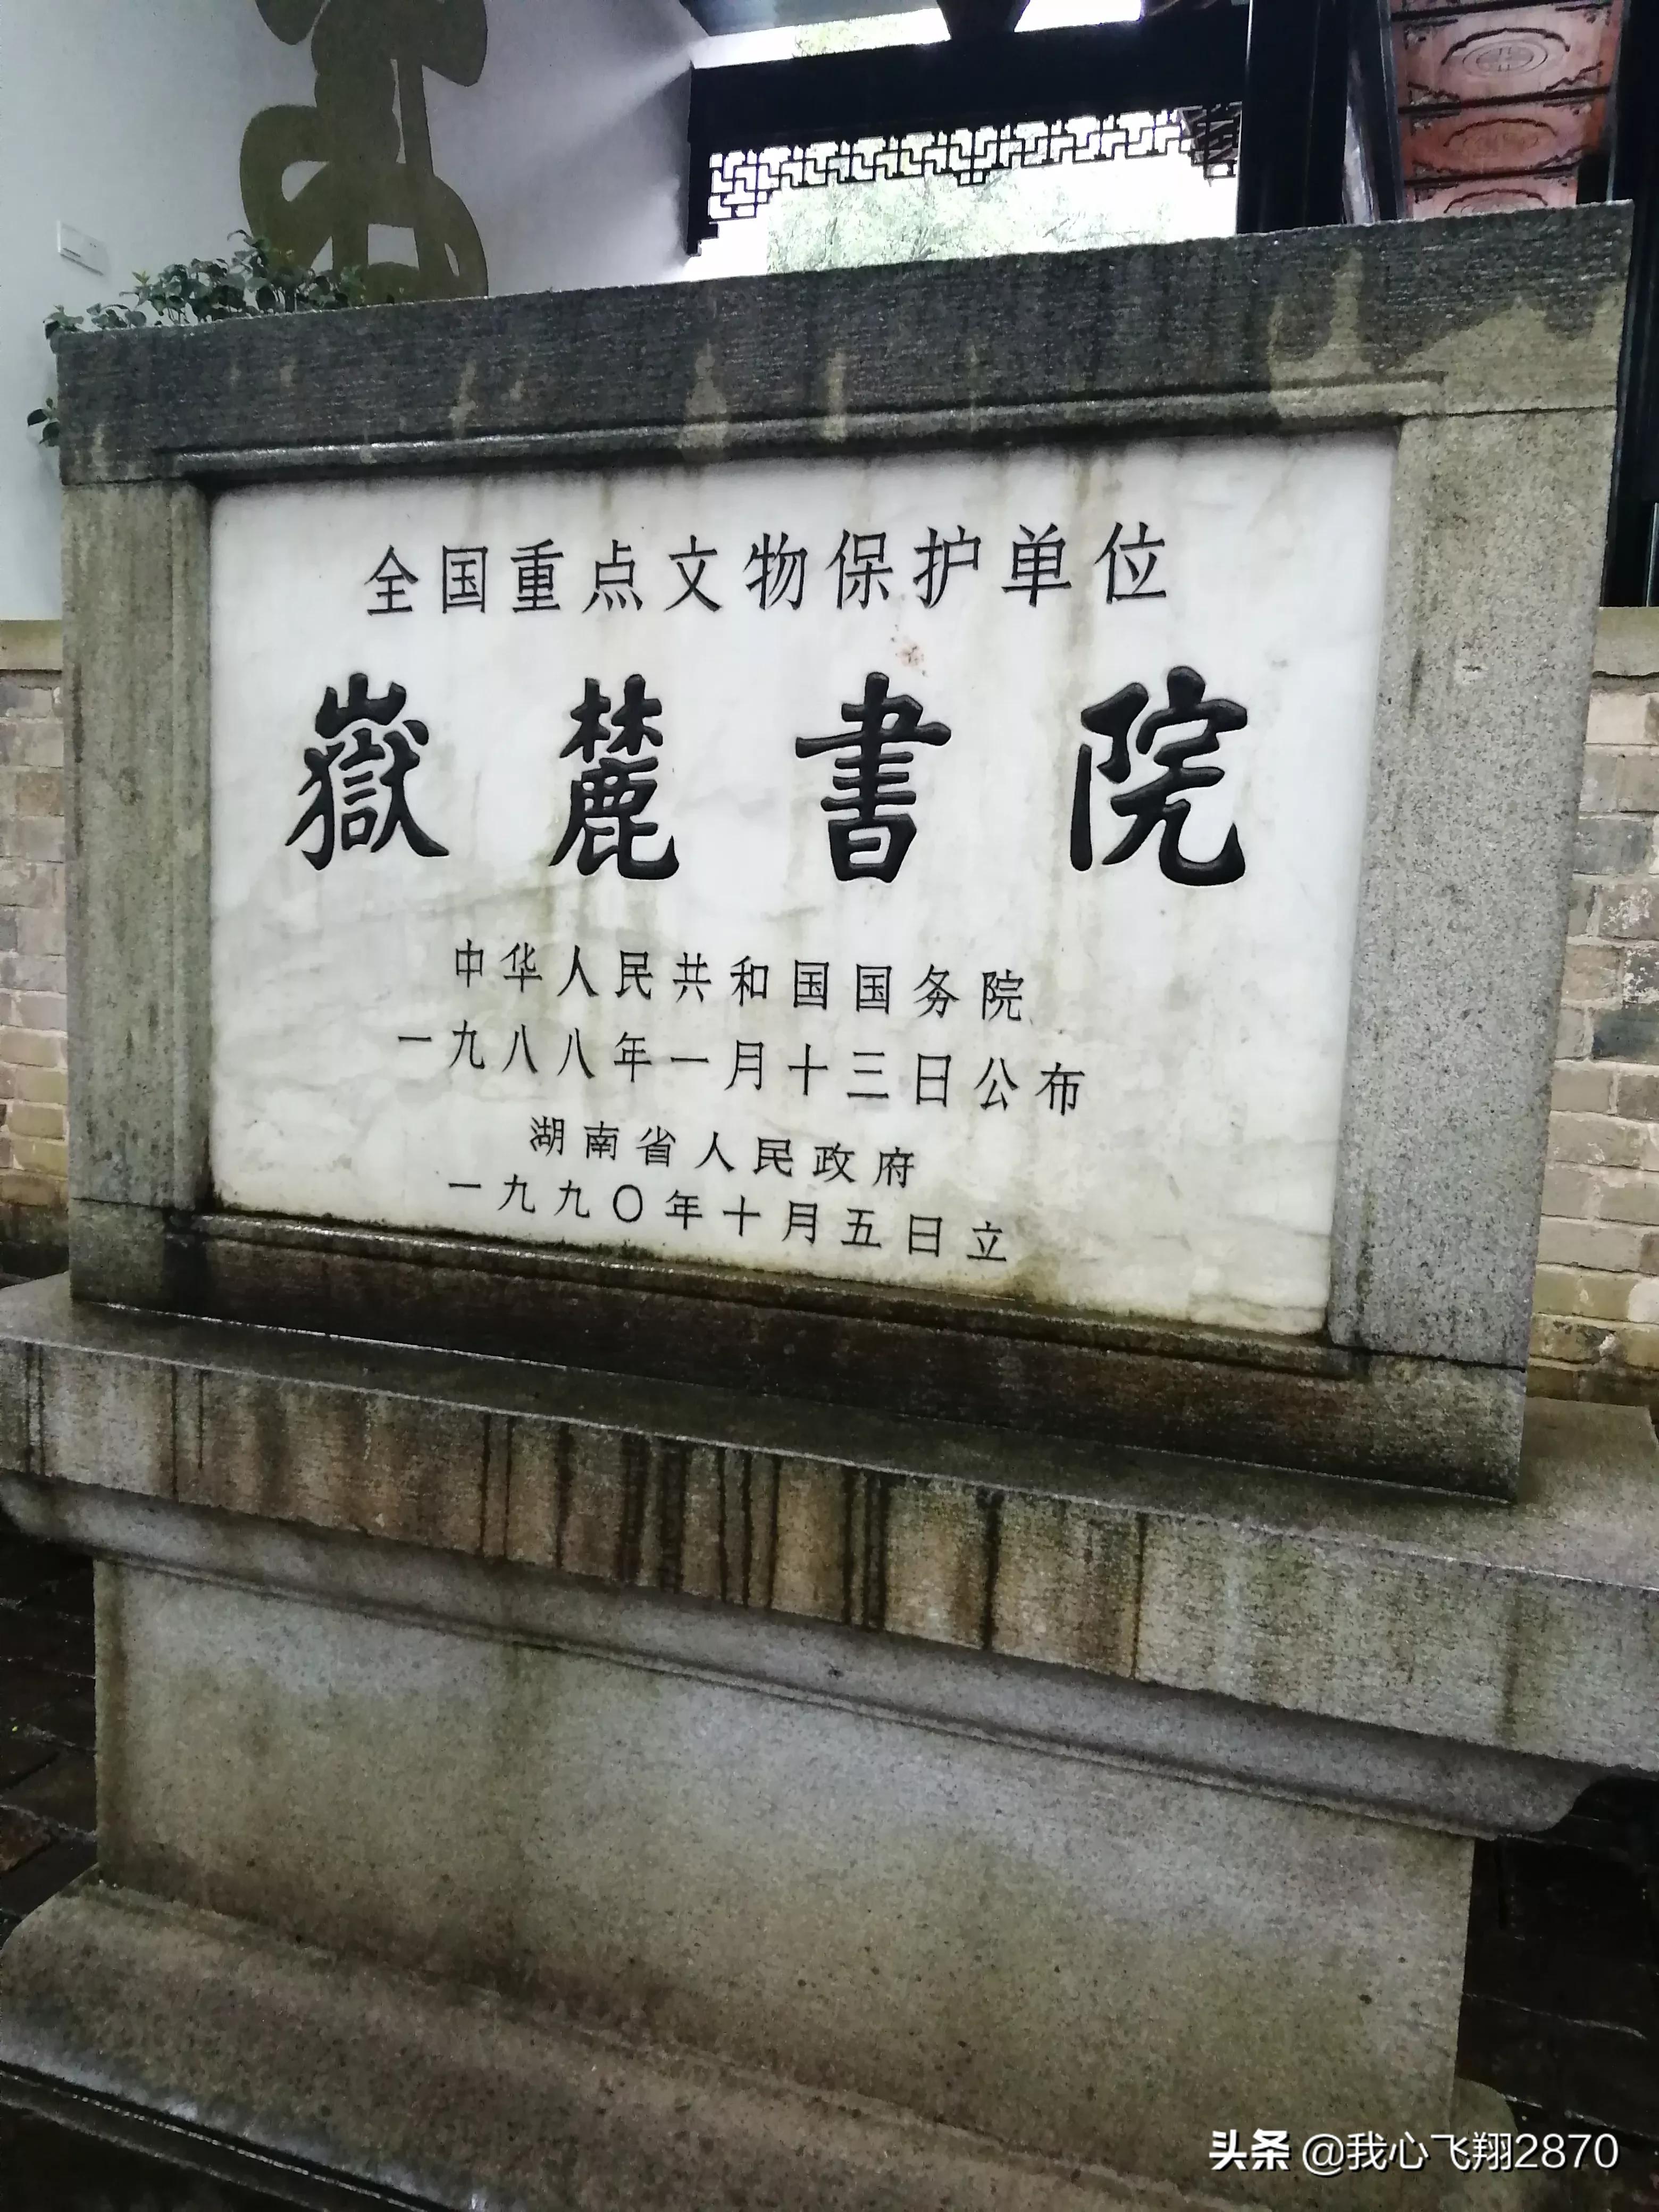 全国重点文物保护单位
嶽麓書院
中华人民共和国国务院
一九八八年一月十三日公布
湖南省人民政府
一九九〇年十月五日立
头条 @我心飞翔2870